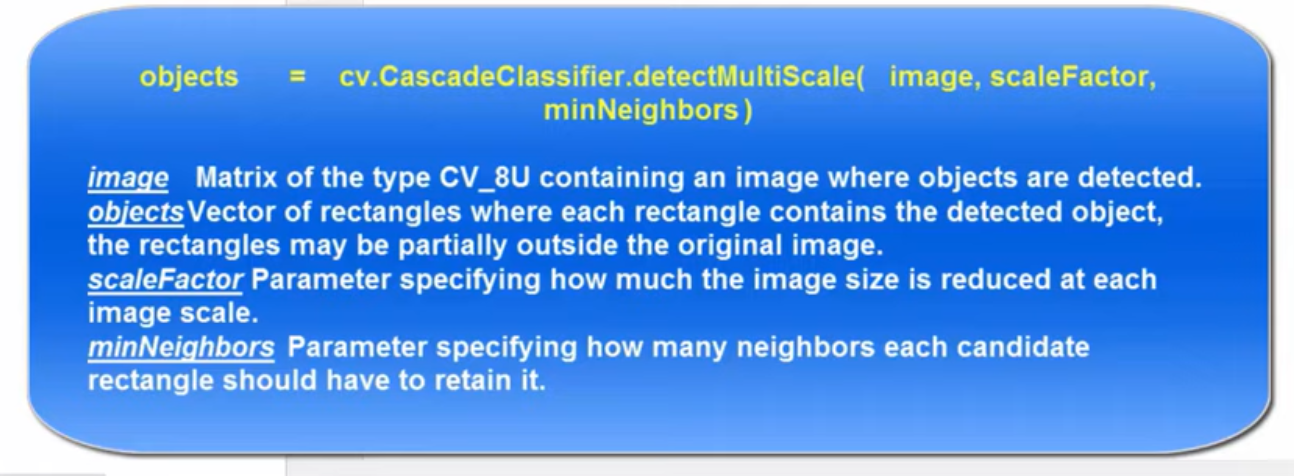 objects = cv.CascadeClassifier.detectMultiScale( image, scaleFactor,
minNeighbors )
image Matrix of the type CV_8U containing an image where objects are detected.
objects Vector of rectangles where each rectangle contains the detected object,
the rectangles may be partially outside the original image.
scaleFactor Parameter specifying how much the image size is reduced at each
image scale.
minNeighbors Parameter specifying how many neighbors each candidate
rectangle should have to retain it.